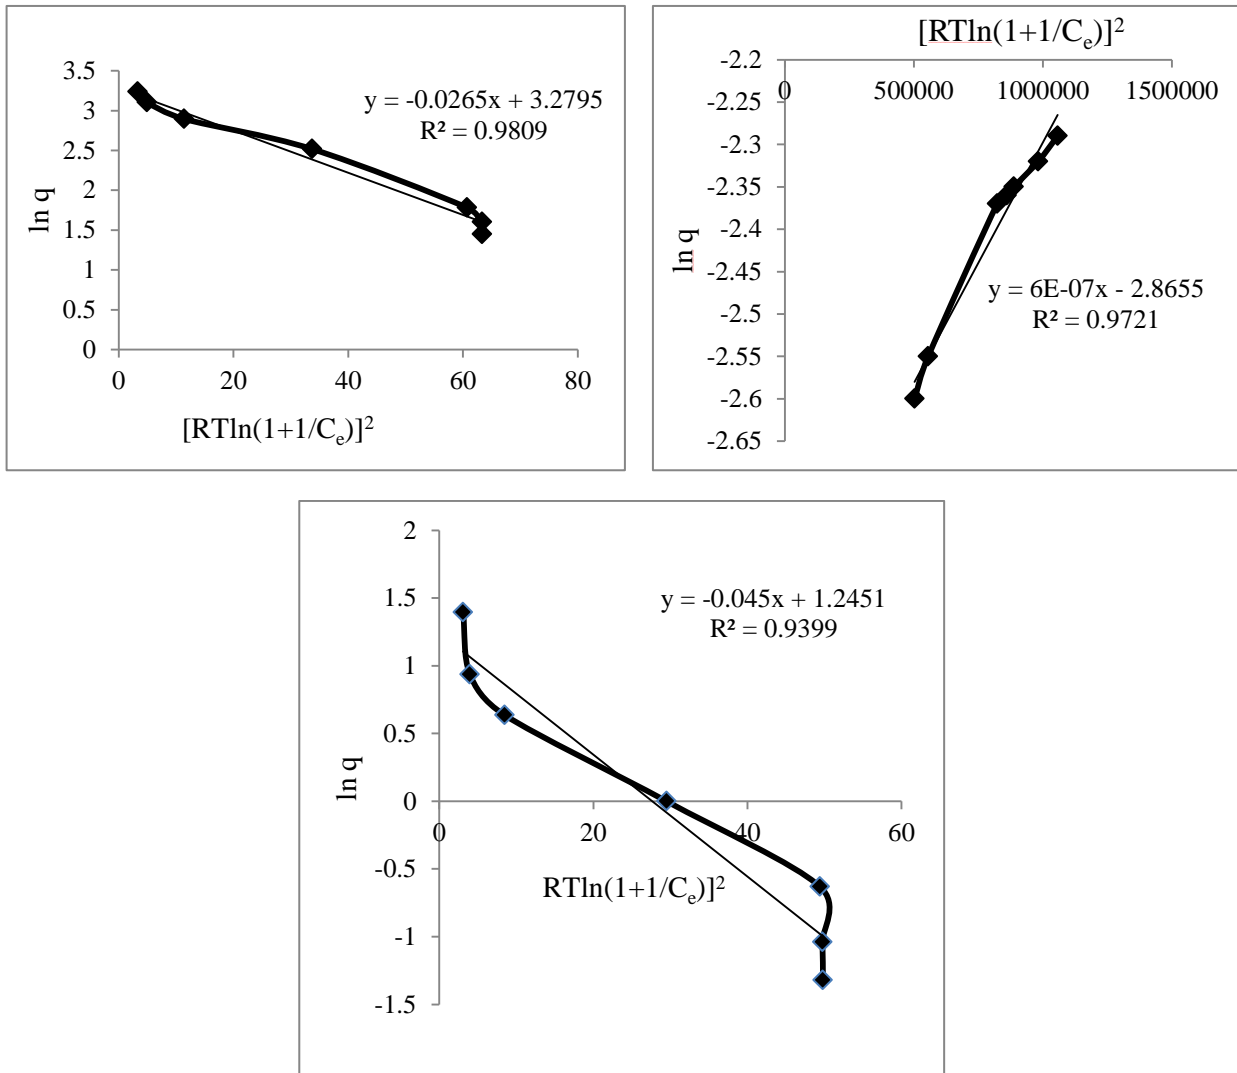 3.5
3
2.5
2
1.5
1
0.5
0
ln q
y = -0.0265x + 3.2795
R² = 0.9809
0 20 40 60 80
[RTln(1+1/Cₑ)]²
[RTln(1+1/Cₑ)]²
0 500000 1000000 1500000
-2.2
-2.25
-2.3
-2.35
-2.4
-2.45
-2.5
-2.55
-2.6
-2.65
ln q
y = 6E-07x - 2.8655
R² = 0.9721
2
1.5
1
0.5
0
-0.5
-1
-1.5
ln q
y = -0.045x + 1.2451
R² = 0.9399
0 20 40 60
RTln(1+1/Cₑ)]²